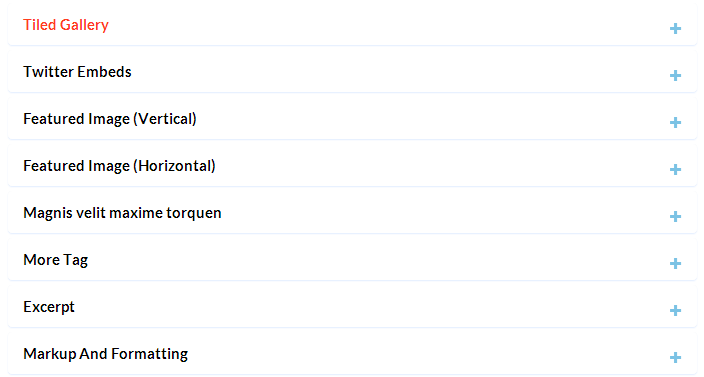 Tiled Gallery
Twitter Embeds
Featured Image (Vertical)
Featured Image (Horizontal)
Magnis velit maxime torquen
More Tag
Excerpt
Markup And Formatting